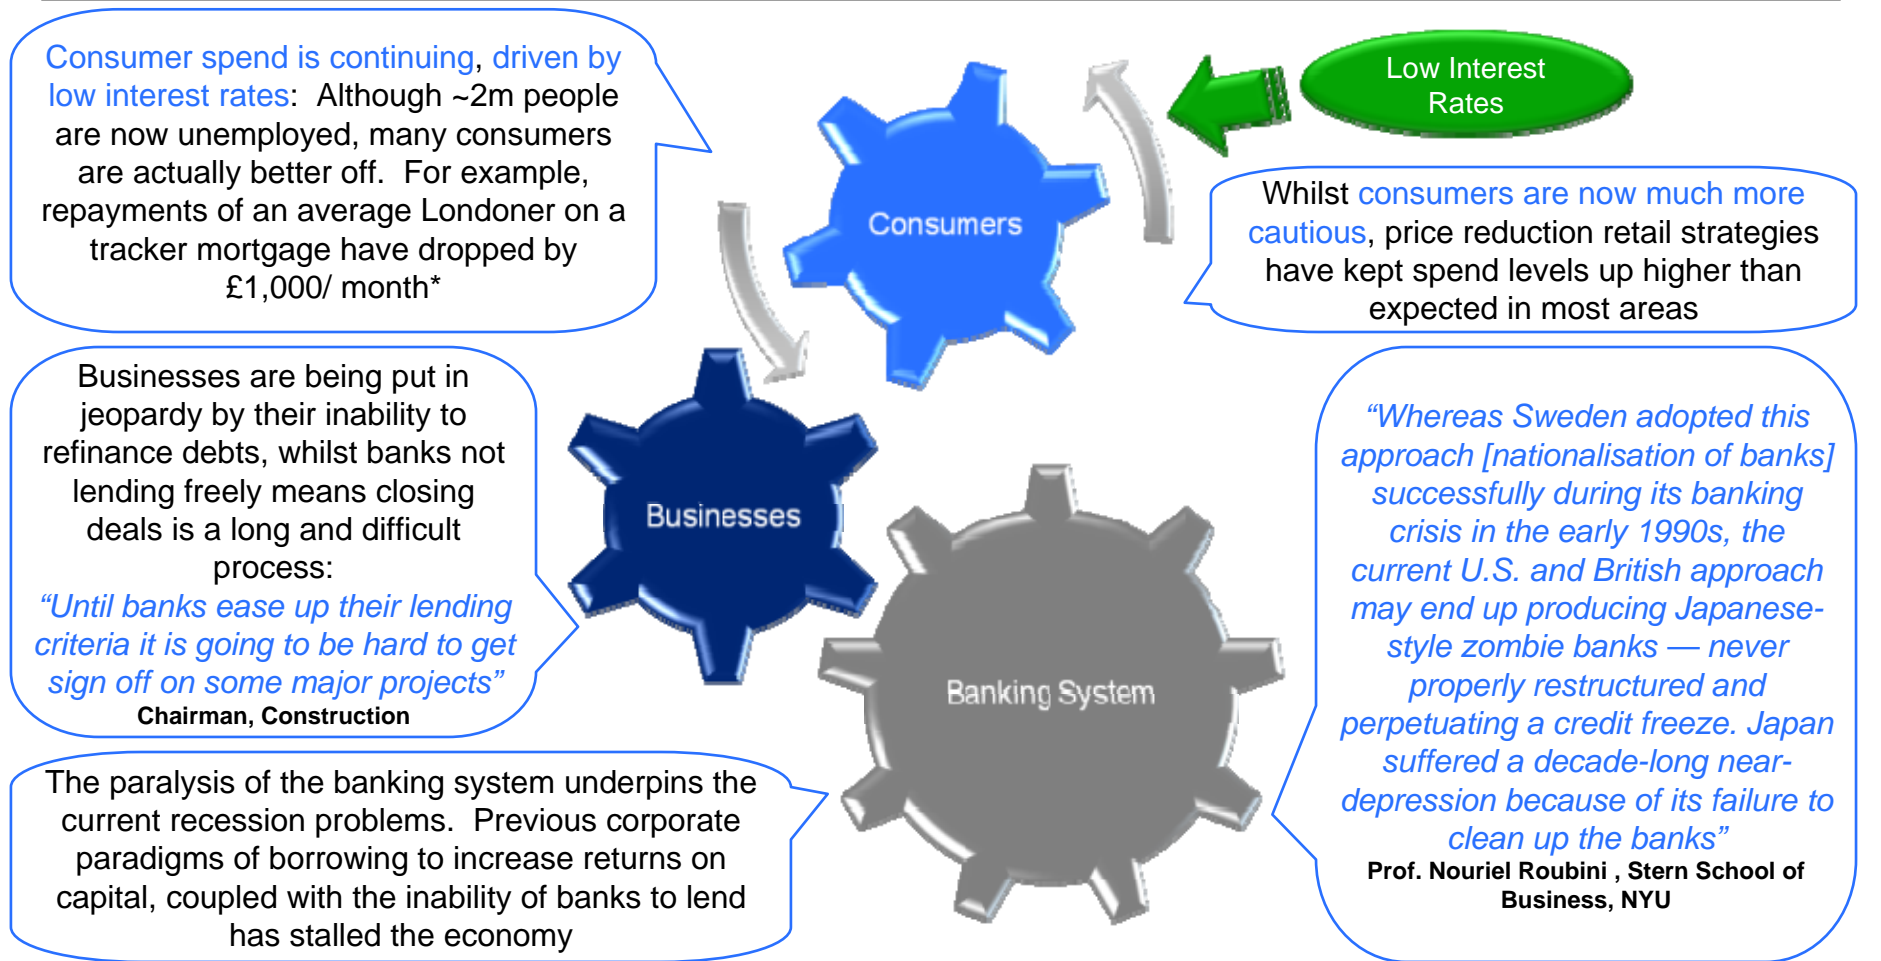 Consumer spend is continuing, driven by
low interest rates:  Although ~2m people
are now unemployed, many consumers
are actually better off.  For example,
repayments of an average Londoner on a
tracker mortgage have dropped by
£1,000/ month*
Consumers
Low Interest
Rates
Whilst consumers are now much more
cautious, price reduction retail strategies
have kept spend levels up higher than
expected in most areas
Businesses are being put in
jeopardy by their inability to
refinance debts, whilst banks not
lending freely means closing
deals is a long and difficult
process:
“Until banks ease up their lending
criteria it is going to be hard to get
sign off on some major projects”
Chairman, Construction
Businesses
Banking System
“Whereas Sweden adopted this
approach [nationalisation of banks]
successfully during its banking
crisis in the early 1990s, the
current U.S. and British approach
may end up producing Japanese-
style zombie banks — never
properly restructured and
perpetuating a credit freeze. Japan
suffered a decade-long near-
depression because of its failure to
clean up the banks”
Prof. Nouriel Roubini , Stern School of
Business, NYU
The paralysis of the banking system underpins the
current recession problems.  Previous corporate
paradigms of borrowing to increase returns on
capital, coupled with the inability of banks to lend
has stalled the economy